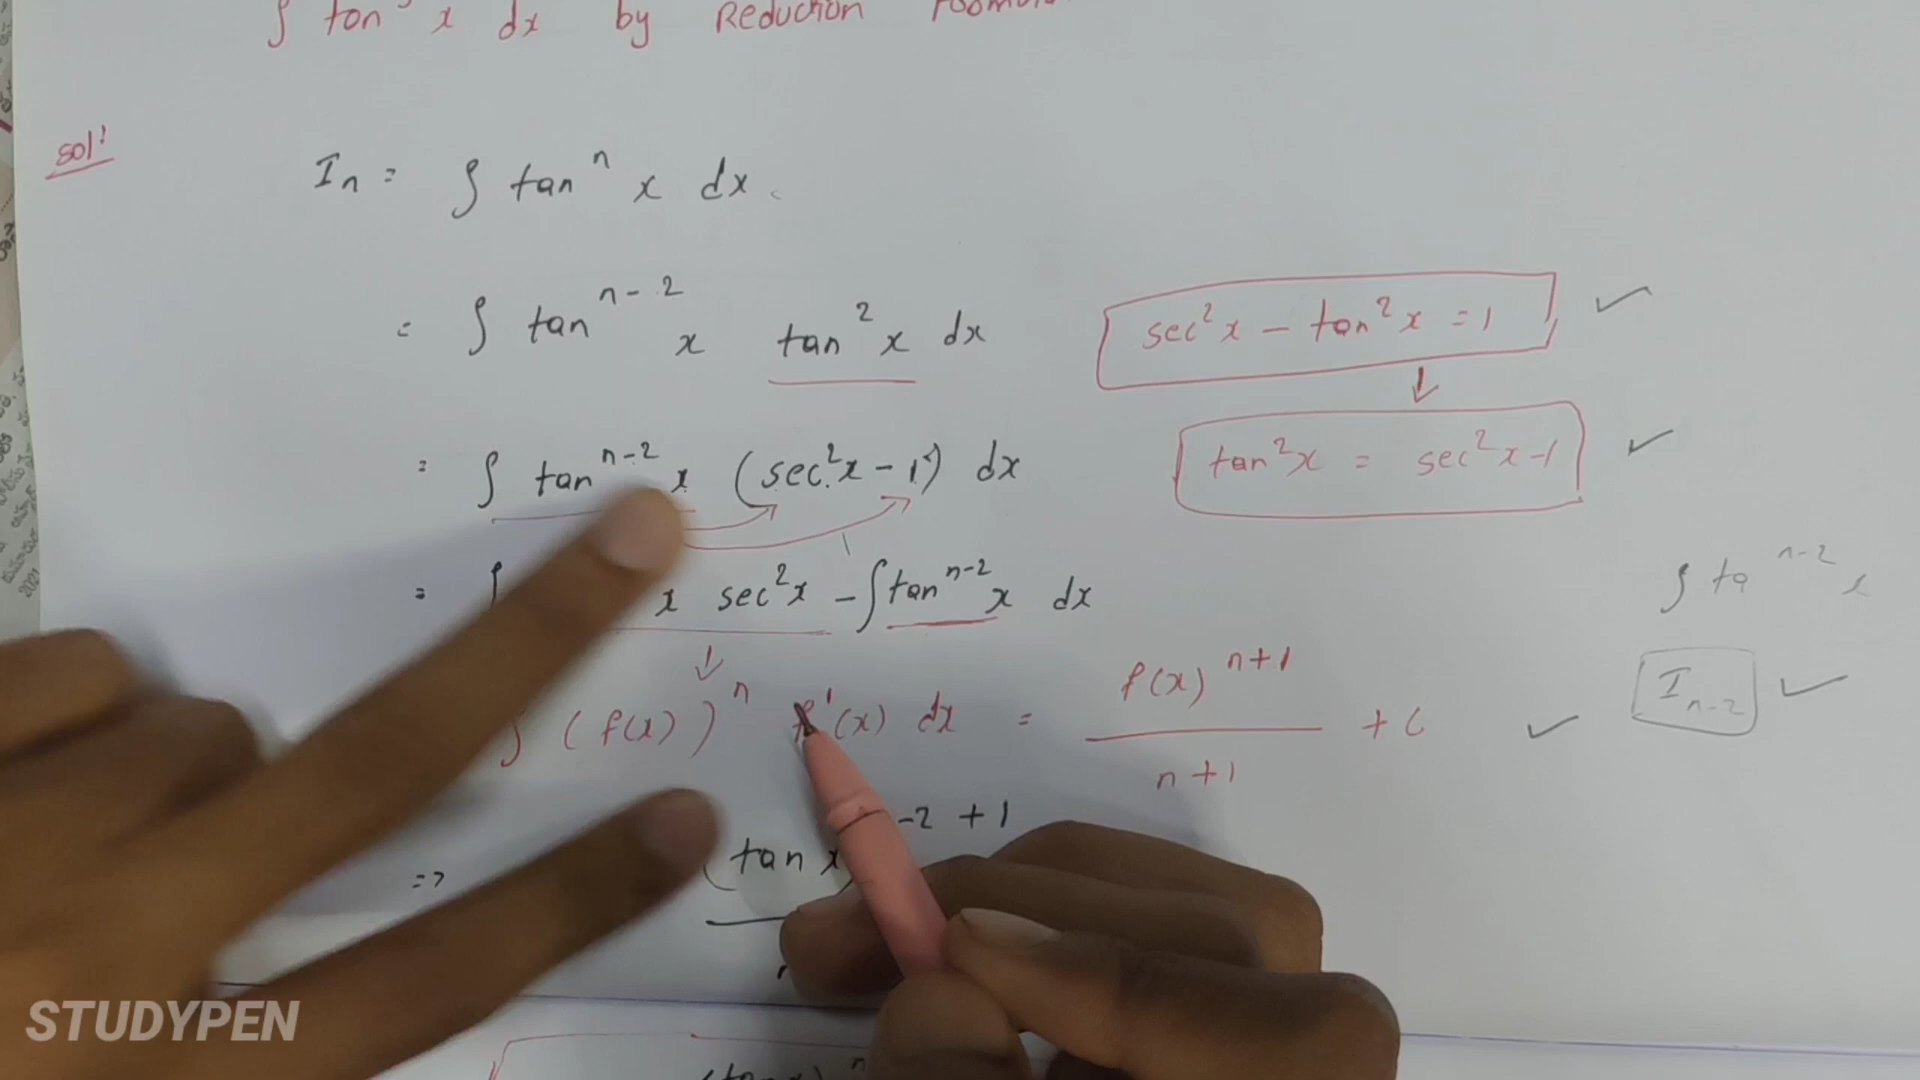 ∫ tan x dx by Reduction
sol!
Iₙ = ∫ tanⁿ x dx
= ∫ tanⁿ⁻² x tan² x dx
sec²x - tan²x = 1
= ∫ tanⁿ⁻² x (sec²x - 1) dx
tan²x = sec²x-1
= ∫ x sec²x - ∫tanⁿ⁻² x dx
∫ ta ⁿ⁻² x
∫ (f(x))ⁿ f'(x) dx = f(x)ⁿ⁺¹ / n+1 + c
Iₙ₋₂
=> (tan x -2 + 1
STUDYPEN